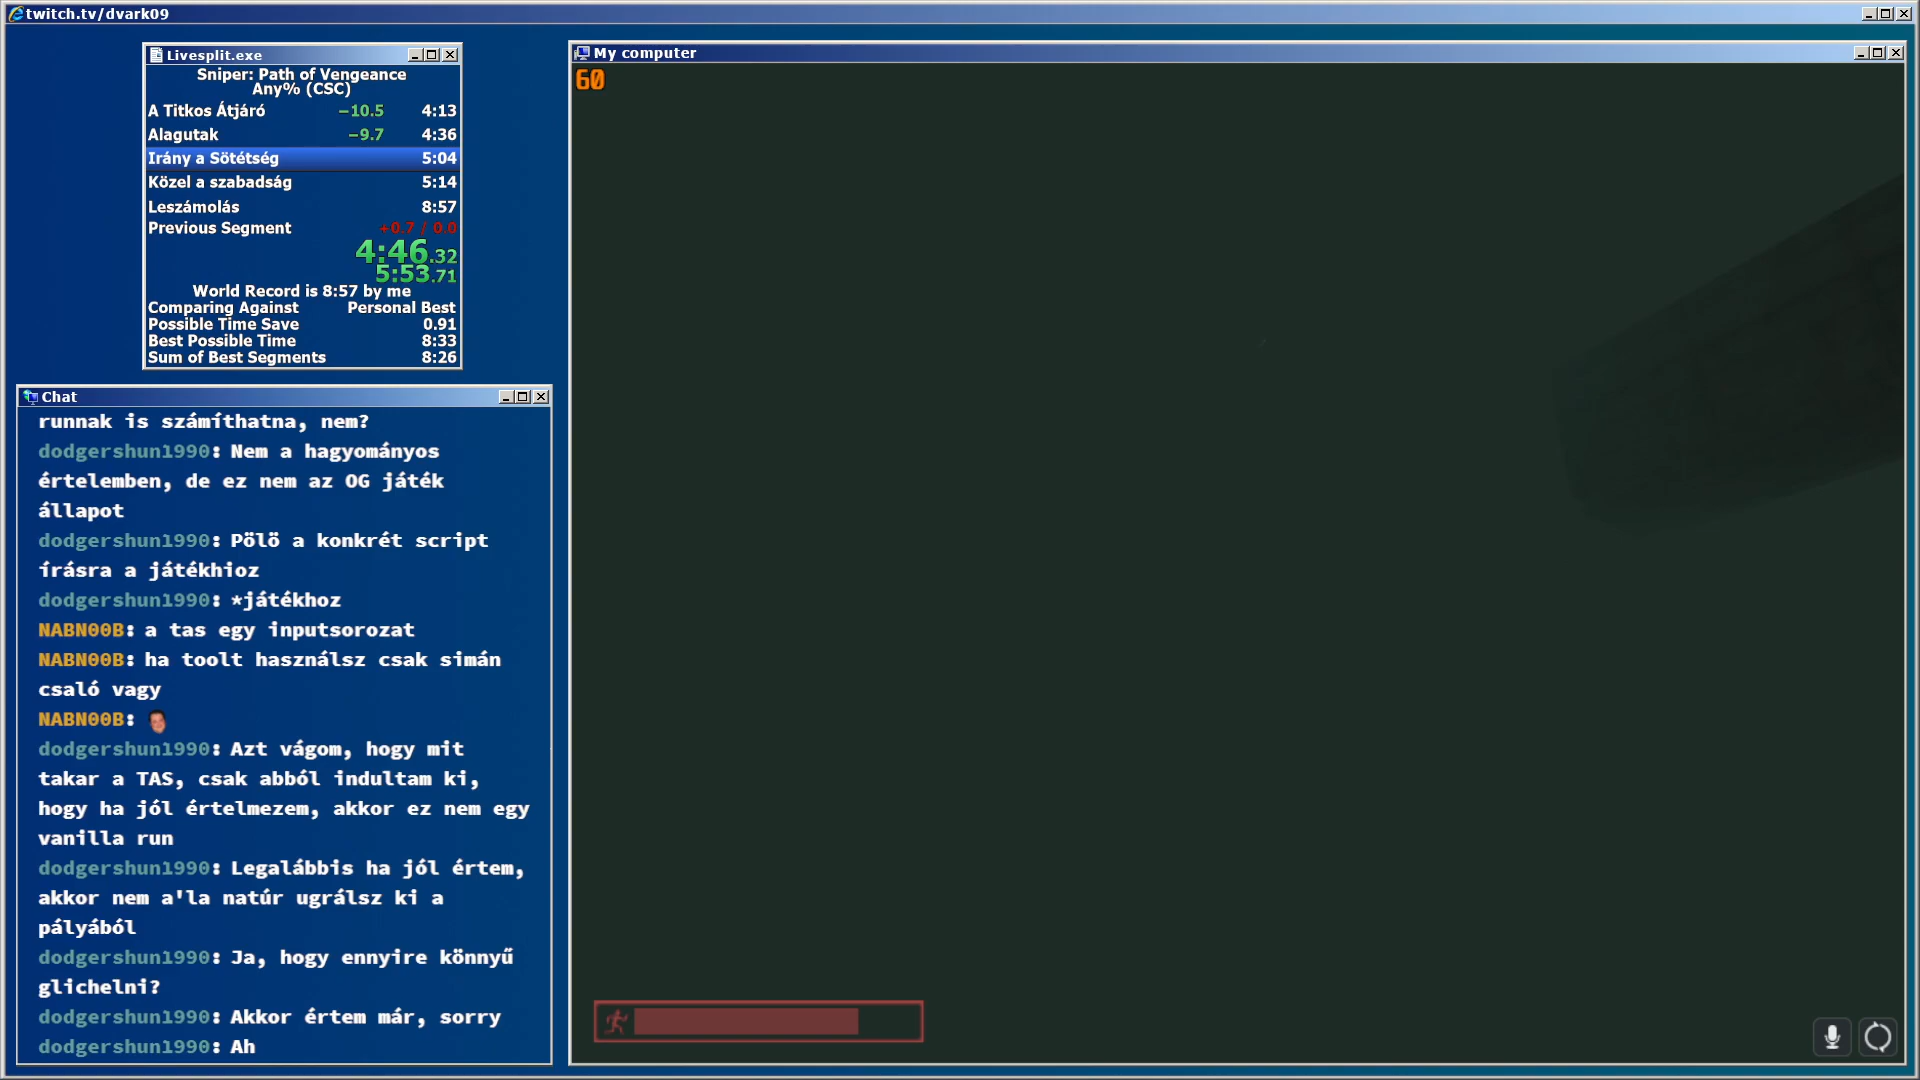 twitch.tv/dvark09
Livesplit.exe
Sniper: Path of Vengeance
Any% (CSC)
A Titkos Átjáró −10.5 4:13
Alagutak −9.7 4:36
Irány a Sötétség 5:04
Közel a szabadság 5:14
Leszámolás 8:57
Previous Segment +0.7 / 0.0
4:46.32
5:53.71
World Record is 8:57 by me
Comparing Against Personal Best
Possible Time Save 0.91
Best Possible Time 8:33
Sum of Best Segments 8:26
Chat
runnak is számíthatna, nem?
dodgershun1990: Nem a hagyományos
értelemben, de ez nem az OG játék
állapot
dodgershun1990: Pölö a konkrét script
írásra a játékhioz
dodgershun1990: *játékhoz
NABN00B: a tas egy inputsorozat
NABN00B: ha toolt használsz csak simán
csaló vagy
NABN00B:
dodgershun1990: Azt vágom, hogy mit
takar a TAS, csak abból indultam ki,
hogy ha jól értelmezem, akkor ez nem egy
vanilla run
dodgershun1990: Legalábbis ha jól értem,
akkor nem a'la natúr ugrálsz ki a
pályából
dodgershun1990: Ja, hogy ennyire könnyű
glichelni?
dodgershun1990: Akkor értem már, sorry
dodgershun1990: Ah
My computer
60